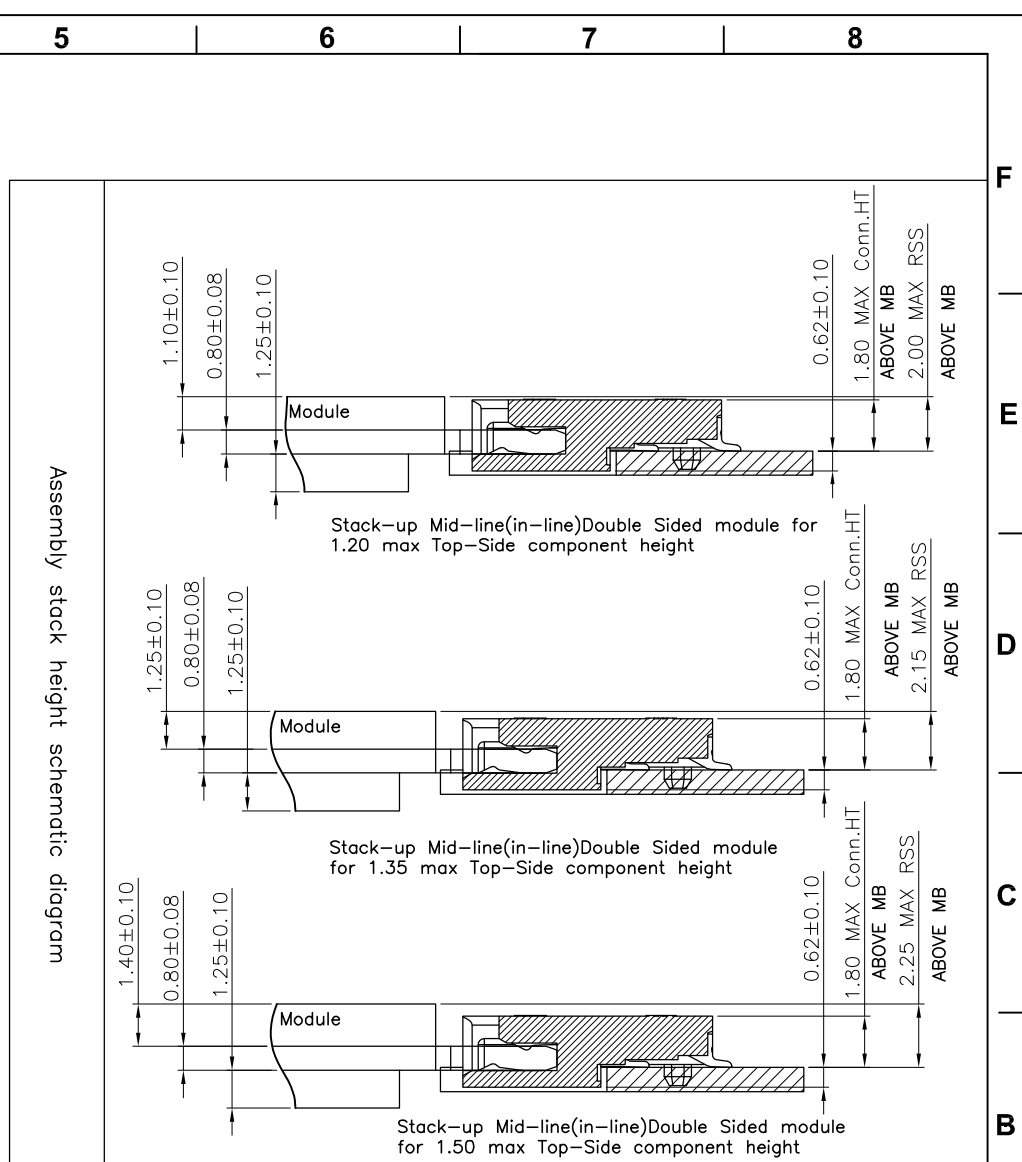 5 6 7 8
F
E
D
C
B
Assembly stack height schematic diagram
1.10±0.10
0.80±0.08
1.25±0.10
0.62±0.10
1.80 MAX Conn.HT
ABOVE MB
2.00 MAX RSS
ABOVE MB
Module
Stack-up Mid-line(in-line)Double Sided module for
1.20 max Top-Side component height
1.25±0.10
0.80±0.08
1.25±0.10
0.62±0.10
1.80 MAX Conn.HT
ABOVE MB
2.15 MAX RSS
ABOVE MB
Module
Stack-up Mid-line(in-line)Double Sided module
for 1.35 max Top-Side component height
1.40±0.10
0.80±0.08
1.25±0.10
0.62±0.10
1.80 MAX Conn.HT
ABOVE MB
2.25 MAX RSS
ABOVE MB
Module
Stack-up Mid-line(in-line)Double Sided module
for 1.50 max Top-Side component height